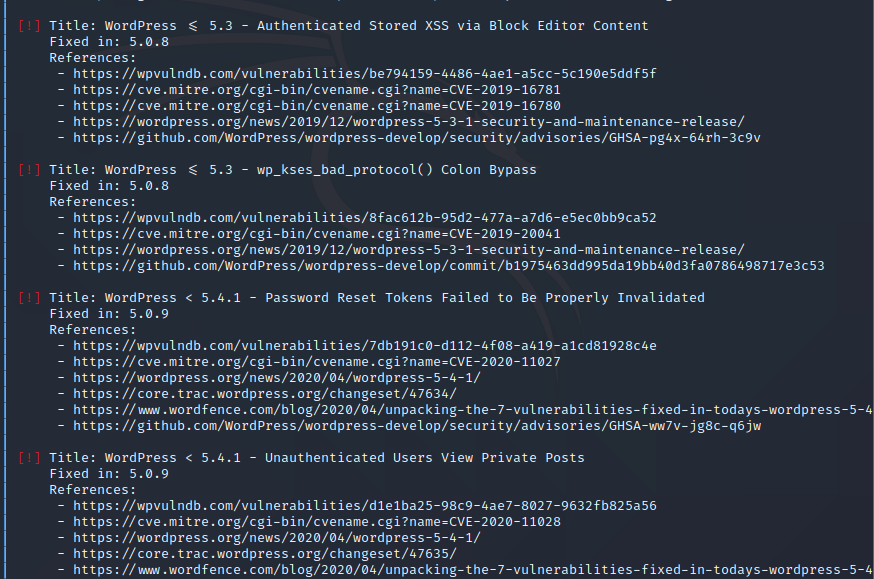 [!] Title: WordPress ≤ 5.3 - Authenticated Stored XSS via Block Editor Content
Fixed in: 5.0.8
References:
- https://wpvulndb.com/vulnerabilities/be794159-4486-4ae1-a5cc-5c190e5ddf5f
- https://cve.mitre.org/cgi-bin/cvename.cgi?name=CVE-2019-16781
- https://cve.mitre.org/cgi-bin/cvename.cgi?name=CVE-2019-16780
- https://wordpress.org/news/2019/12/wordpress-5-3-1-security-and-maintenance-release/
- https://github.com/WordPress/wordpress-develop/security/advisories/GHSA-pg4x-64rh-3c9v
[!] Title: WordPress ≤ 5.3 - wp_kses_bad_protocol() Colon Bypass
Fixed in: 5.0.8
References:
- https://wpvulndb.com/vulnerabilities/8fac612b-95d2-477a-a7d6-e5ec0bb9ca52
- https://cve.mitre.org/cgi-bin/cvename.cgi?name=CVE-2019-20041
- https://wordpress.org/news/2019/12/wordpress-5-3-1-security-and-maintenance-release/
- https://github.com/WordPress/wordpress-develop/commit/b1975463dd995da19bb40d3fa0786498717e3c53
[!] Title: WordPress < 5.4.1 - Password Reset Tokens Failed to Be Properly Invalidated
Fixed in: 5.0.9
References:
- https://wpvulndb.com/vulnerabilities/7db191c0-d112-4f08-a419-a1cd81928c4e
- https://cve.mitre.org/cgi-bin/cvename.cgi?name=CVE-2020-11027
- https://wordpress.org/news/2020/04/wordpress-5-4-1/
- https://core.trac.wordpress.org/changeset/47634/
- https://www.wordfence.com/blog/2020/04/unpacking-the-7-vulnerabilities-fixed-in-todays-wordpress-5-4
- https://github.com/WordPress/wordpress-develop/security/advisories/GHSA-ww7v-jg8c-q6jw
[!] Title: WordPress < 5.4.1 - Unauthenticated Users View Private Posts
Fixed in: 5.0.9
References:
- https://wpvulndb.com/vulnerabilities/d1e1ba25-98c9-4ae7-8027-9632fb825a56
- https://cve.mitre.org/cgi-bin/cvename.cgi?name=CVE-2020-11028
- https://wordpress.org/news/2020/04/wordpress-5-4-1/
- https://core.trac.wordpress.org/changeset/47635/
- https://www.wordfence.com/blog/2020/04/unpacking-the-7-vulnerabilities-fixed-in-todays-wordpress-5-4